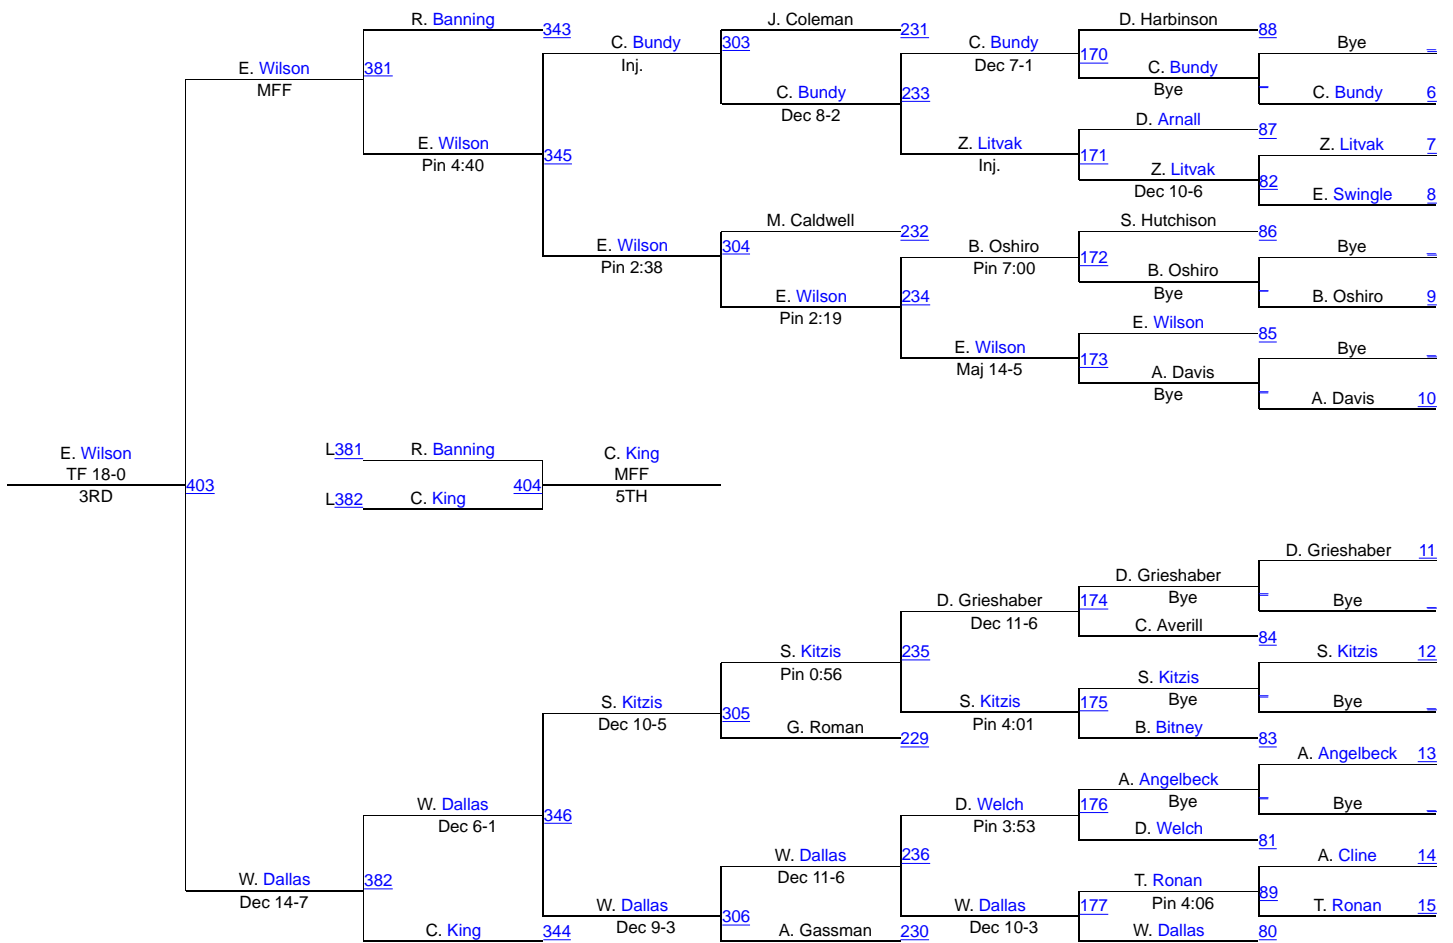 R. Banning 343
J. Coleman 231
D. Harbinson 88
C. Bundy 303
Inj.
C. Bundy
Dec 7-1
170
Bye _
E. Wilson 381
MFF
C. Bundy
Bye
_
C. Bundy 6
C. Bundy 233
Dec 8-2
D. Arnall 87
E. Wilson 345
Pin 4:40
Z. Litvak 171
Inj.
Z. Litvak 7
Z. Litvak 82
Dec 10-6
E. Swingle 8
M. Caldwell 232
S. Hutchison 86
E. Wilson 304
Pin 2:38
B. Oshiro 172
Pin 7:00
Bye _
B. Oshiro
Bye
_
B. Oshiro 9
E. Wilson 234
Pin 2:19
E. Wilson 85
E. Wilson 173
Maj 14-5
Bye _
A. Davis
Bye
_
A. Davis 10
E. Wilson
TF 18-0
3RD
403
L381 R. Banning
L382 C. King
404
C. King
MFF
5TH
D. Grieshaber 11
D. Grieshaber
Bye
_
Bye _
D. Grieshaber 174
Dec 11-6
C. Averill 84
S. Kitzis 235
Pin 0:56
S. Kitzis 12
S. Kitzis
Bye
_
Bye _
S. Kitzis 305
Dec 10-5
S. Kitzis 175
Pin 4:01
G. Roman 229
B. Bitney 83
A. Angelbeck 13
A. Angelbeck
Bye
_
Bye _
W. Dallas 346
Dec 6-1
D. Welch 176
Pin 3:53
D. Welch 81
W. Dallas 236
Dec 11-6
A. Cline 14
W. Dallas 382
Dec 14-7
T. Ronan 89
Pin 4:06
W. Dallas 306
Dec 9-3
W. Dallas 177
Dec 10-3
T. Ronan 15
C. King 344
A. Gassman 230
W. Dallas 80